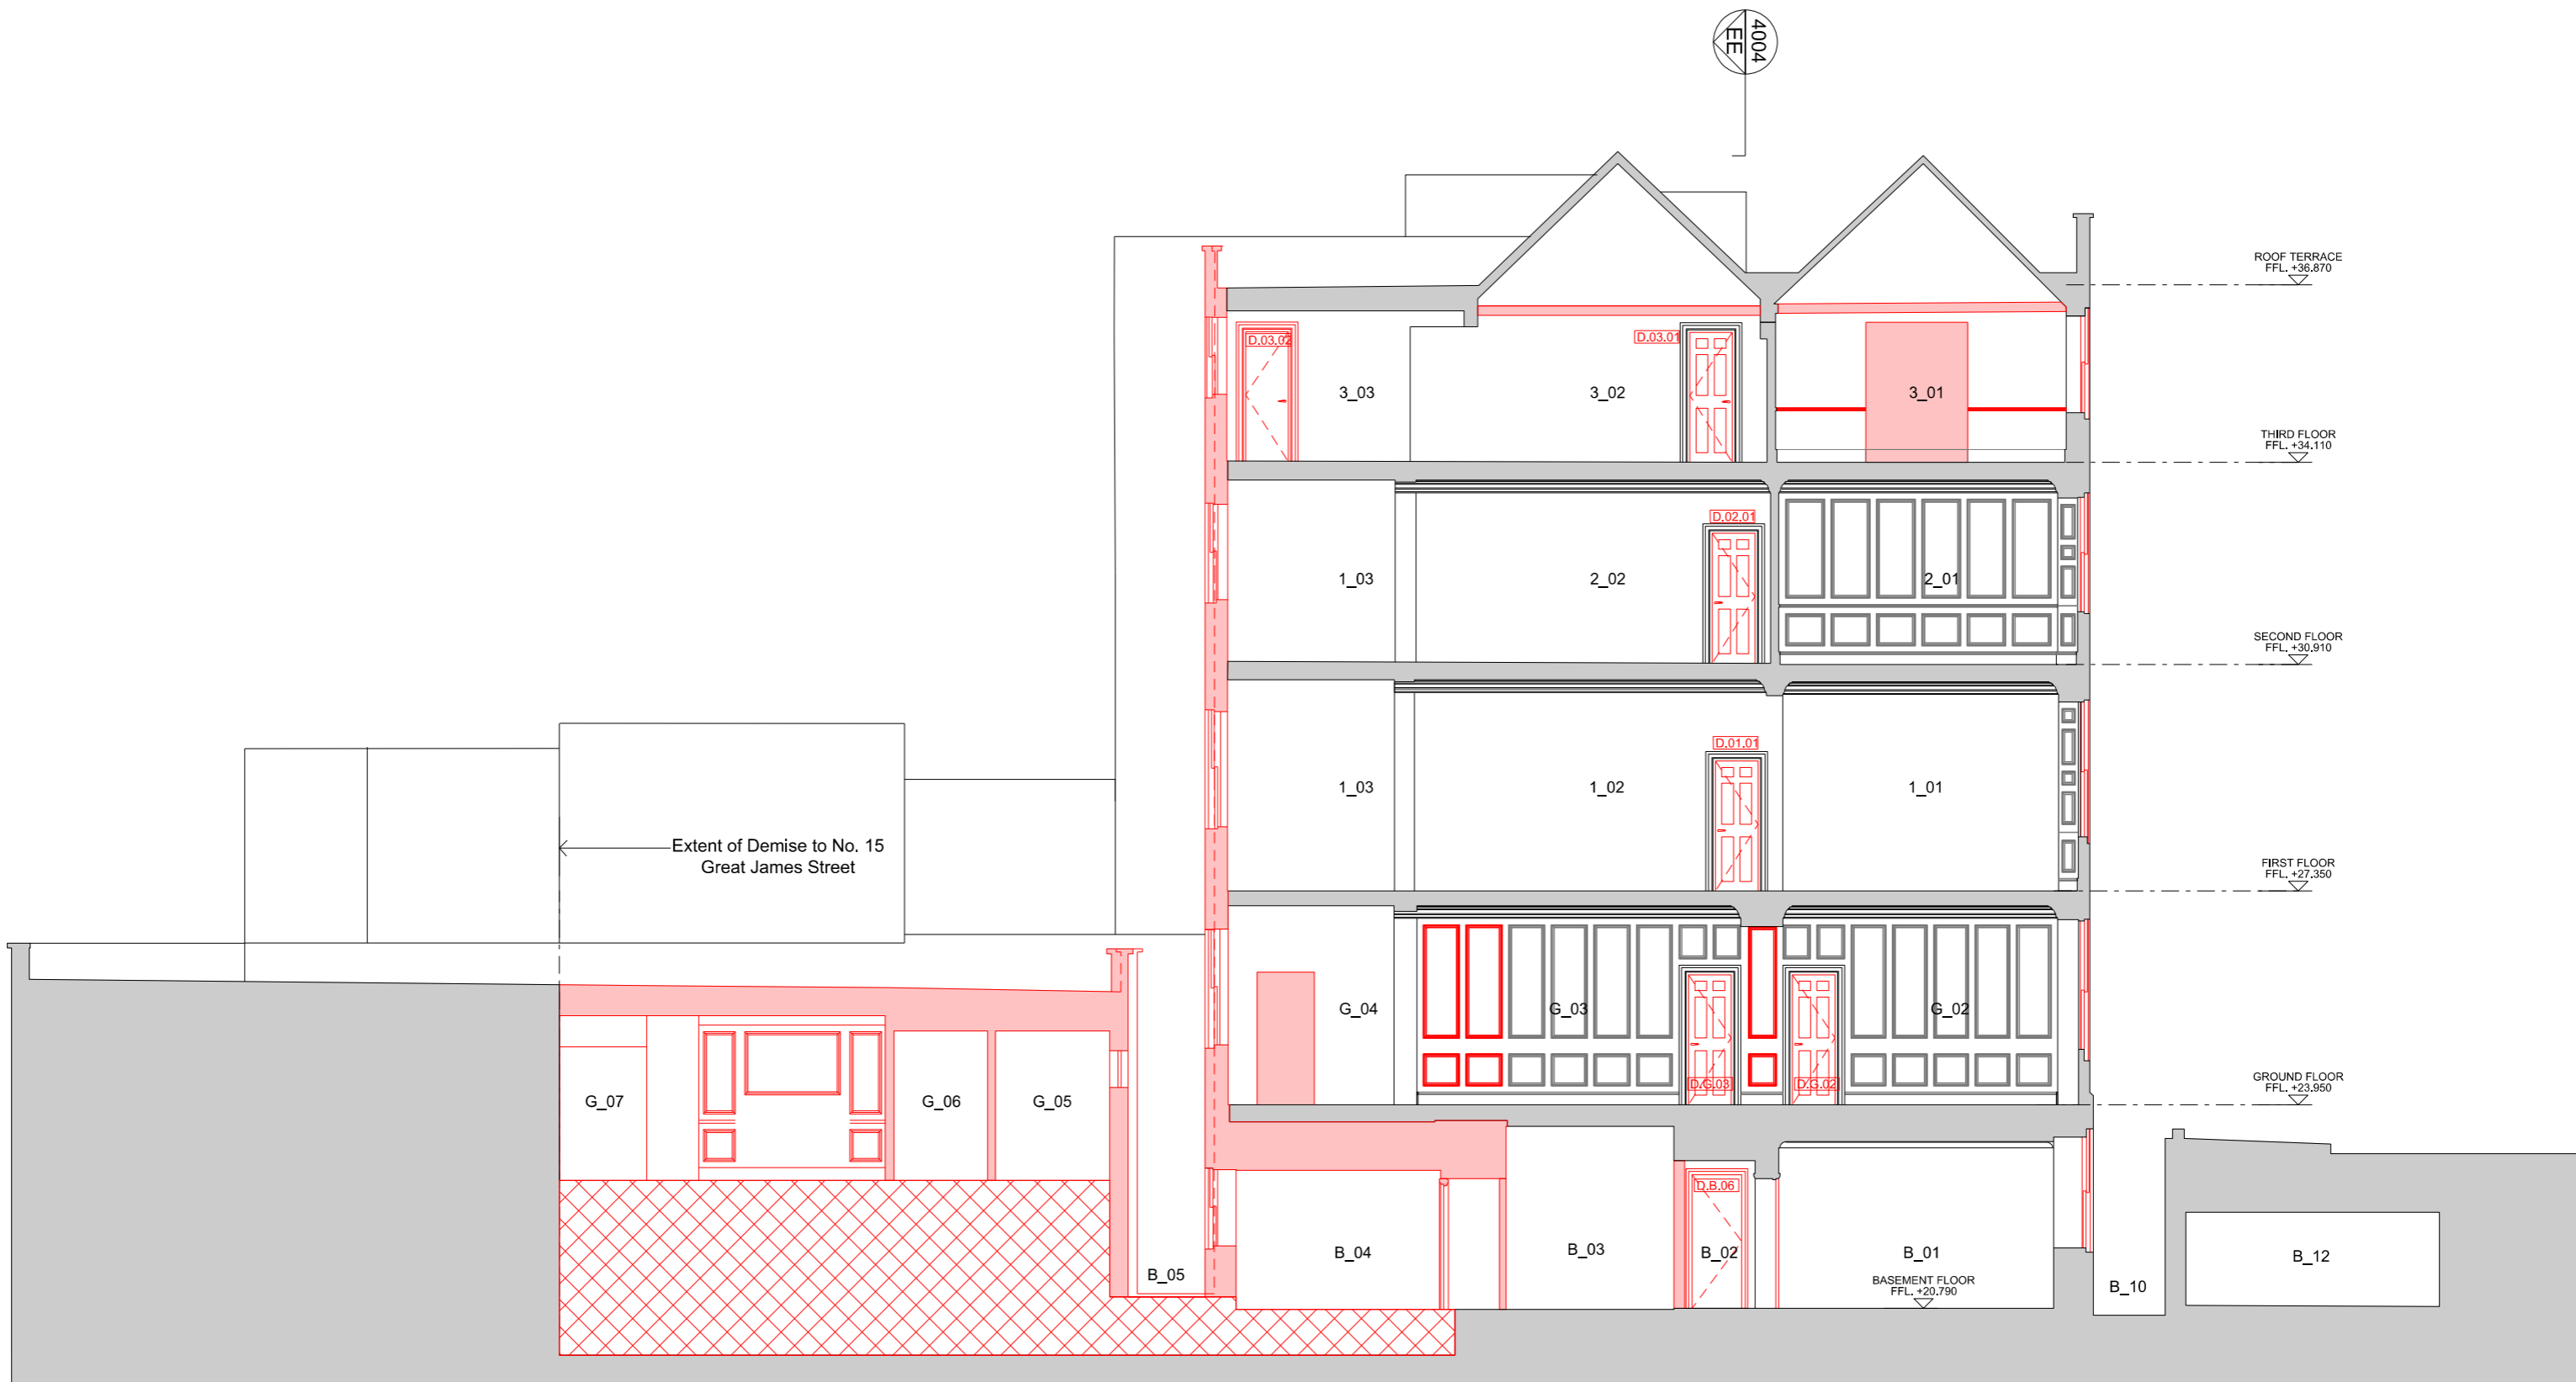 4004
EE
ROOF TERRACE
FFL. +36.870
D.03.02
D.03.01
3_03
3_02
3_01
THIRD FLOOR
FFL. +34.110
D.02.01
1_03
2_02
2_01
SECOND FLOOR
FFL. +30.910
D.01.01
1_03
1_02
1_01
Extent of Demise to No. 15
Great James Street
FIRST FLOOR
FFL. +27.350
G_04
G_03
G_02
D.G.03
D.G.02
GROUND FLOOR
FFL. +23.950
G_07
G_06
G_05
D.B.06
B_05
B_04
B_03
B_02
B_01
BASEMENT FLOOR
FFL. +20.790
B_10
B_12